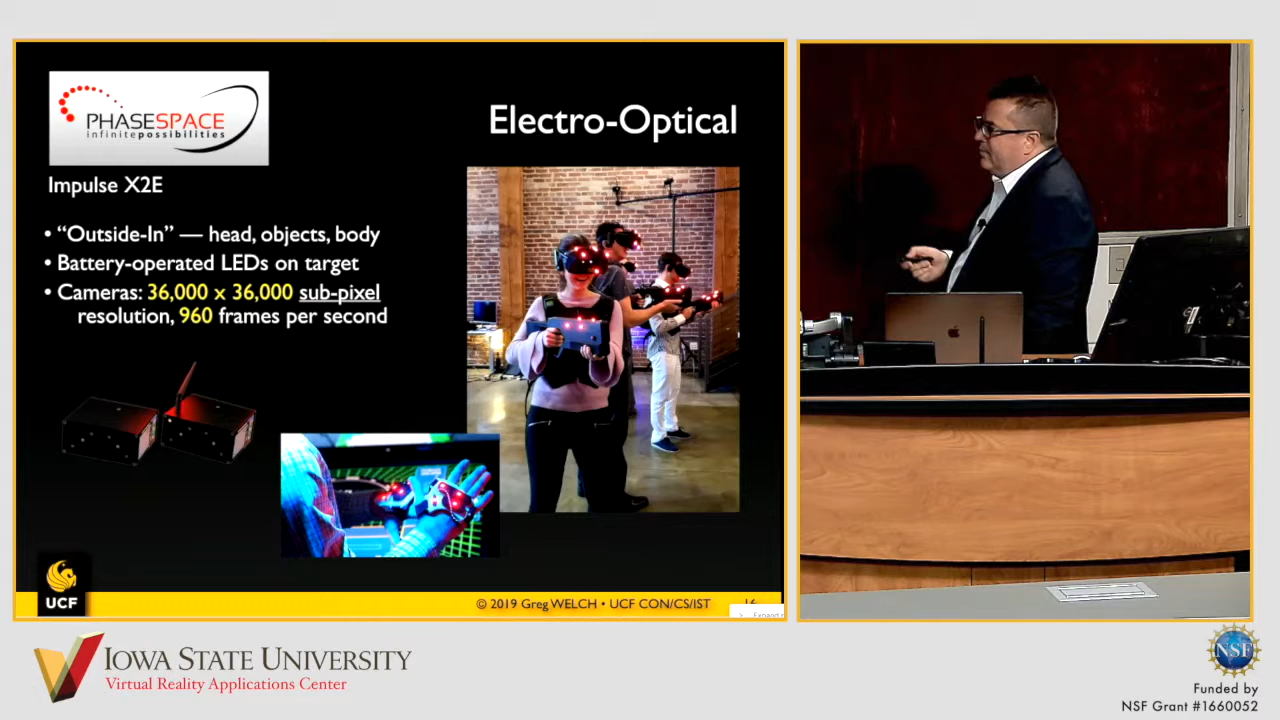 PHASESPACE
infinitepossibilities
Electro-Optical
Impulse X2E
• “Outside-In” — head, objects, body
• Battery-operated LEDs on target
• Cameras: 36,000 x 36,000 sub-pixel
resolution, 960 frames per second
UCF
© 2019 Greg WELCH • UCF CON/CS/IST
16
IOWA STATE UNIVERSITY
Virtual Reality Applications Center
NSF
Funded by
NSF Grant #1660052